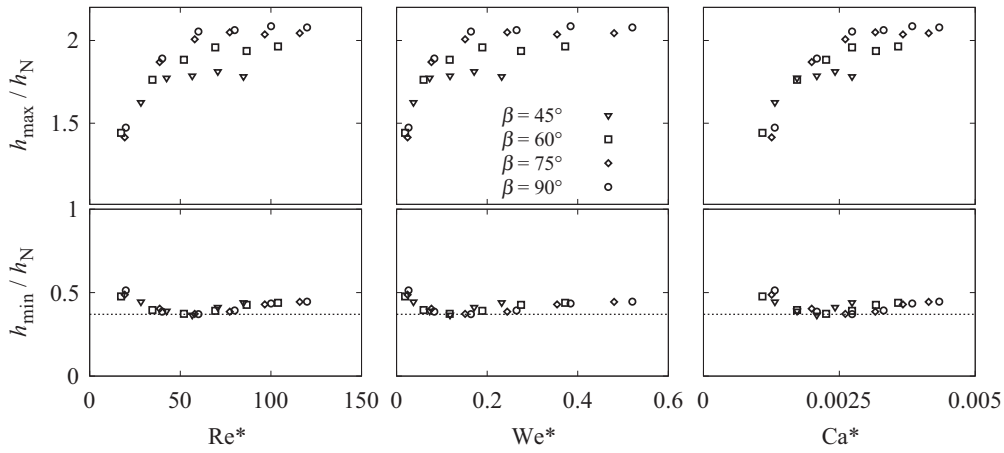 2
1.5
1
h_max / h_N
β = 45°
β = 60°
β = 75°
β = 90°
1
0.5
0
h_min / h_N
0 50 100 150
0 0.2 0.4 0.6
0 0.0025 0.005
Re* We* Ca*